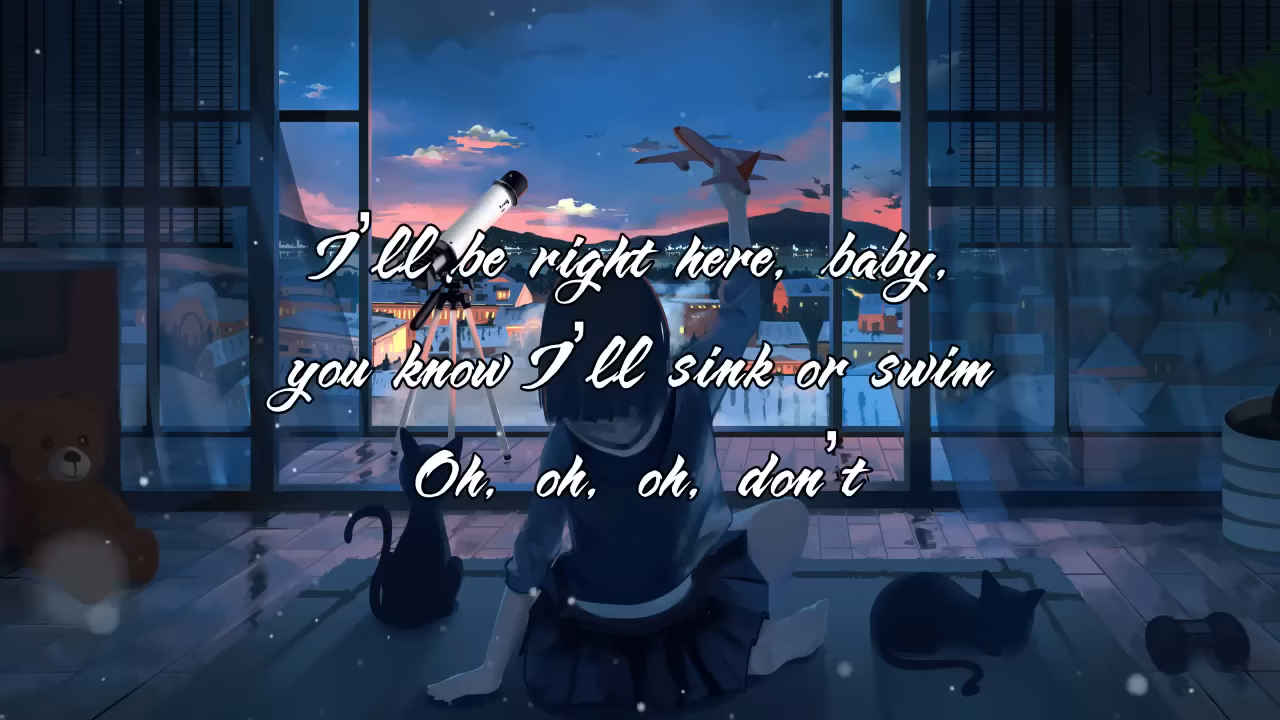 I'll be right here, baby,
you know I'll sink or swim
Oh, oh, oh, don't